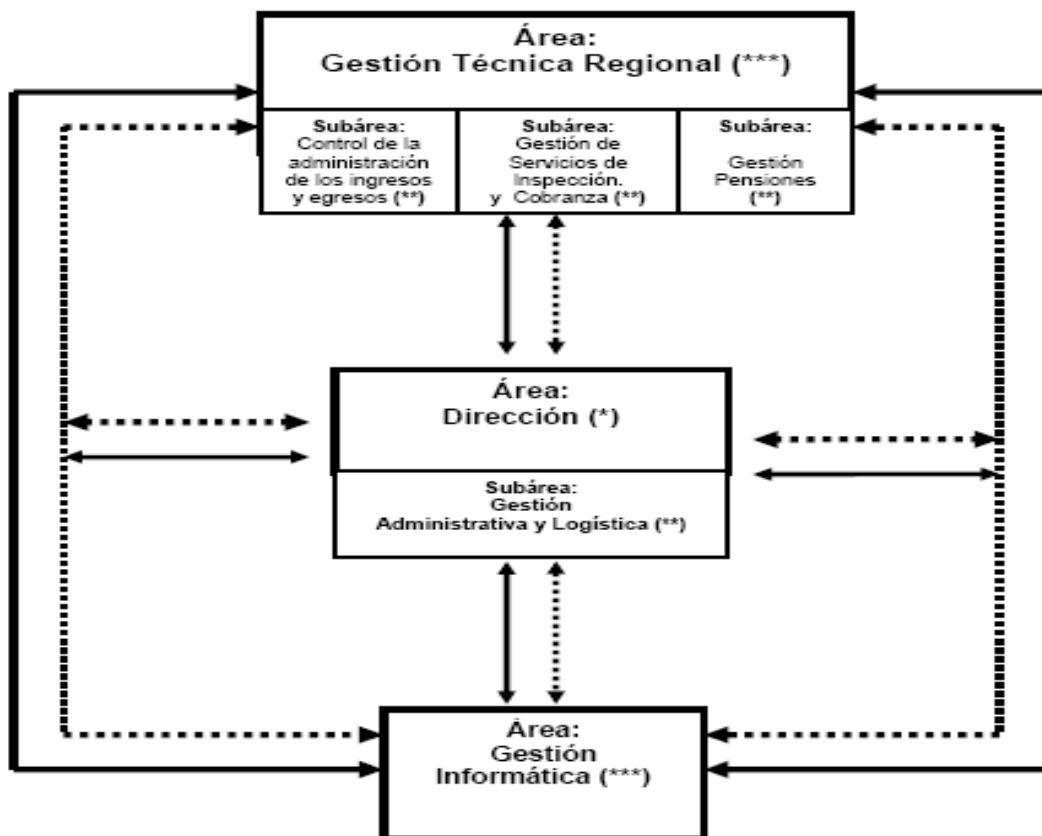 Área:
Gestión Técnica Regional (***)
Subárea:
Control de la
administración
de los ingresos
y egresos (**)
Subárea:
Gestión de
Servicios de
Inspección.
y Cobranza (**)
Subárea:
Gestión
Pensiones
(**)
Área:
Dirección (*)
Subárea:
Gestión
Administrativa y Logística (**)
Área:
Gestión
Informática (***)